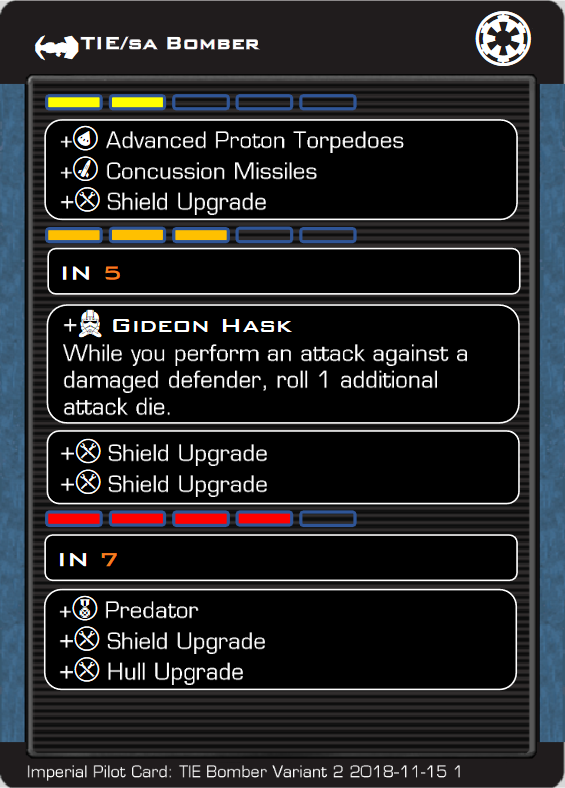 TIE/sa Bomber
+ Advanced Proton Torpedoes
+ Concussion Missiles
+ Shield Upgrade
IN 5
+ Gideon Hask
While you perform an attack against a
damaged defender, roll 1 additional
attack die.
+ Shield Upgrade
+ Shield Upgrade
IN 7
+ Predator
+ Shield Upgrade
+ Hull Upgrade
Imperial Pilot Card: TIE Bomber Variant 2 2018-11-15 1